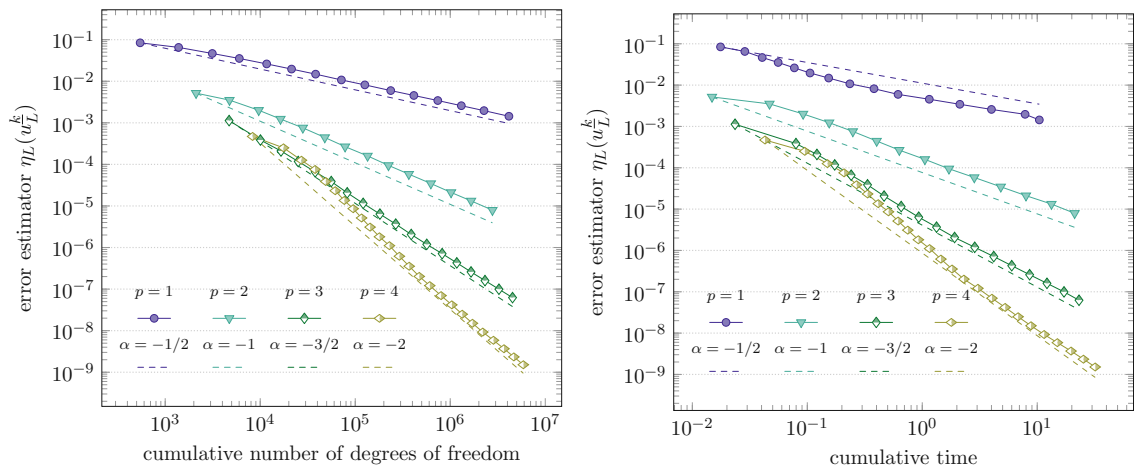 error estimator η_L(u_L^k)
10^−1
10^−2
10^−3
10^−4
10^−5
10^−6
10^−7
10^−8
10^−9
p = 1 p = 2 p = 3 p = 4
α = −1/2 α = −1 α = −3/2 α = −2
10^3 10^4 10^5 10^6 10^7
cumulative number of degrees of freedom
error estimator η_L(u_L^k)
10^−1
10^−2
10^−3
10^−4
10^−5
10^−6
10^−7
10^−8
10^−9
p = 1 p = 2 p = 3 p = 4
α = −1/2 α = −1 α = −3/2 α = −2
10^−2 10^−1 10^0 10^1
cumulative time